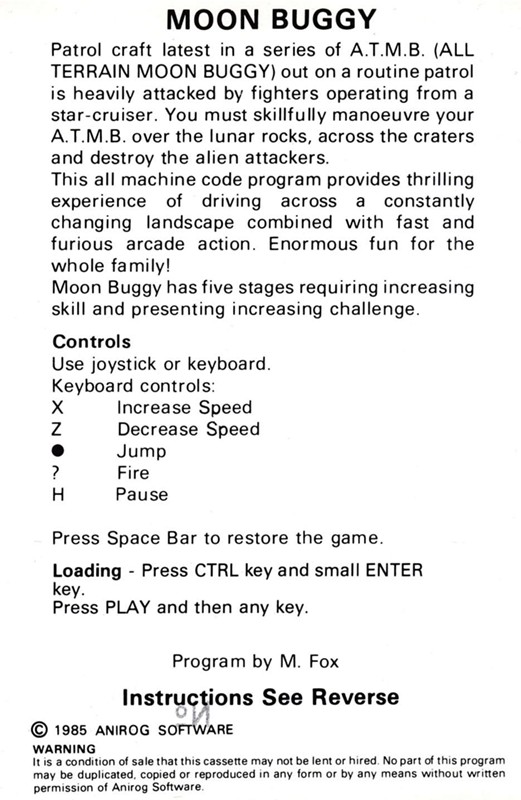 MOON BUGGY
Patrol craft latest in a series of A.T.M.B. (ALL
TERRAIN MOON BUGGY) out on a routine patrol
is heavily attacked by fighters operating from a
star-cruiser. You must skillfully manoeuvre your
A.T.M.B. over the lunar rocks, across the craters
and destroy the alien attackers.
This all machine code program provides thrilling
experience of driving across a constantly
changing landscape combined with fast and
furious arcade action. Enormous fun for the
whole family!
Moon Buggy has five stages requiring increasing
skill and presenting increasing challenge.
Controls
Use joystick or keyboard.
Keyboard controls:
X Increase Speed
Z Decrease Speed
● Jump
? Fire
H Pause
Press Space Bar to restore the game.
Loading - Press CTRL key and small ENTER
key.
Press PLAY and then any key.
Program by M. Fox
Instructions See Reverse
© 1985 ANIROG SOFTWARE
WARNING
It is a condition of sale that this cassette may not be lent or hired. No part of this program
may be duplicated, copied or reproduced in any form or by any means without written
permission of Anirog Software.